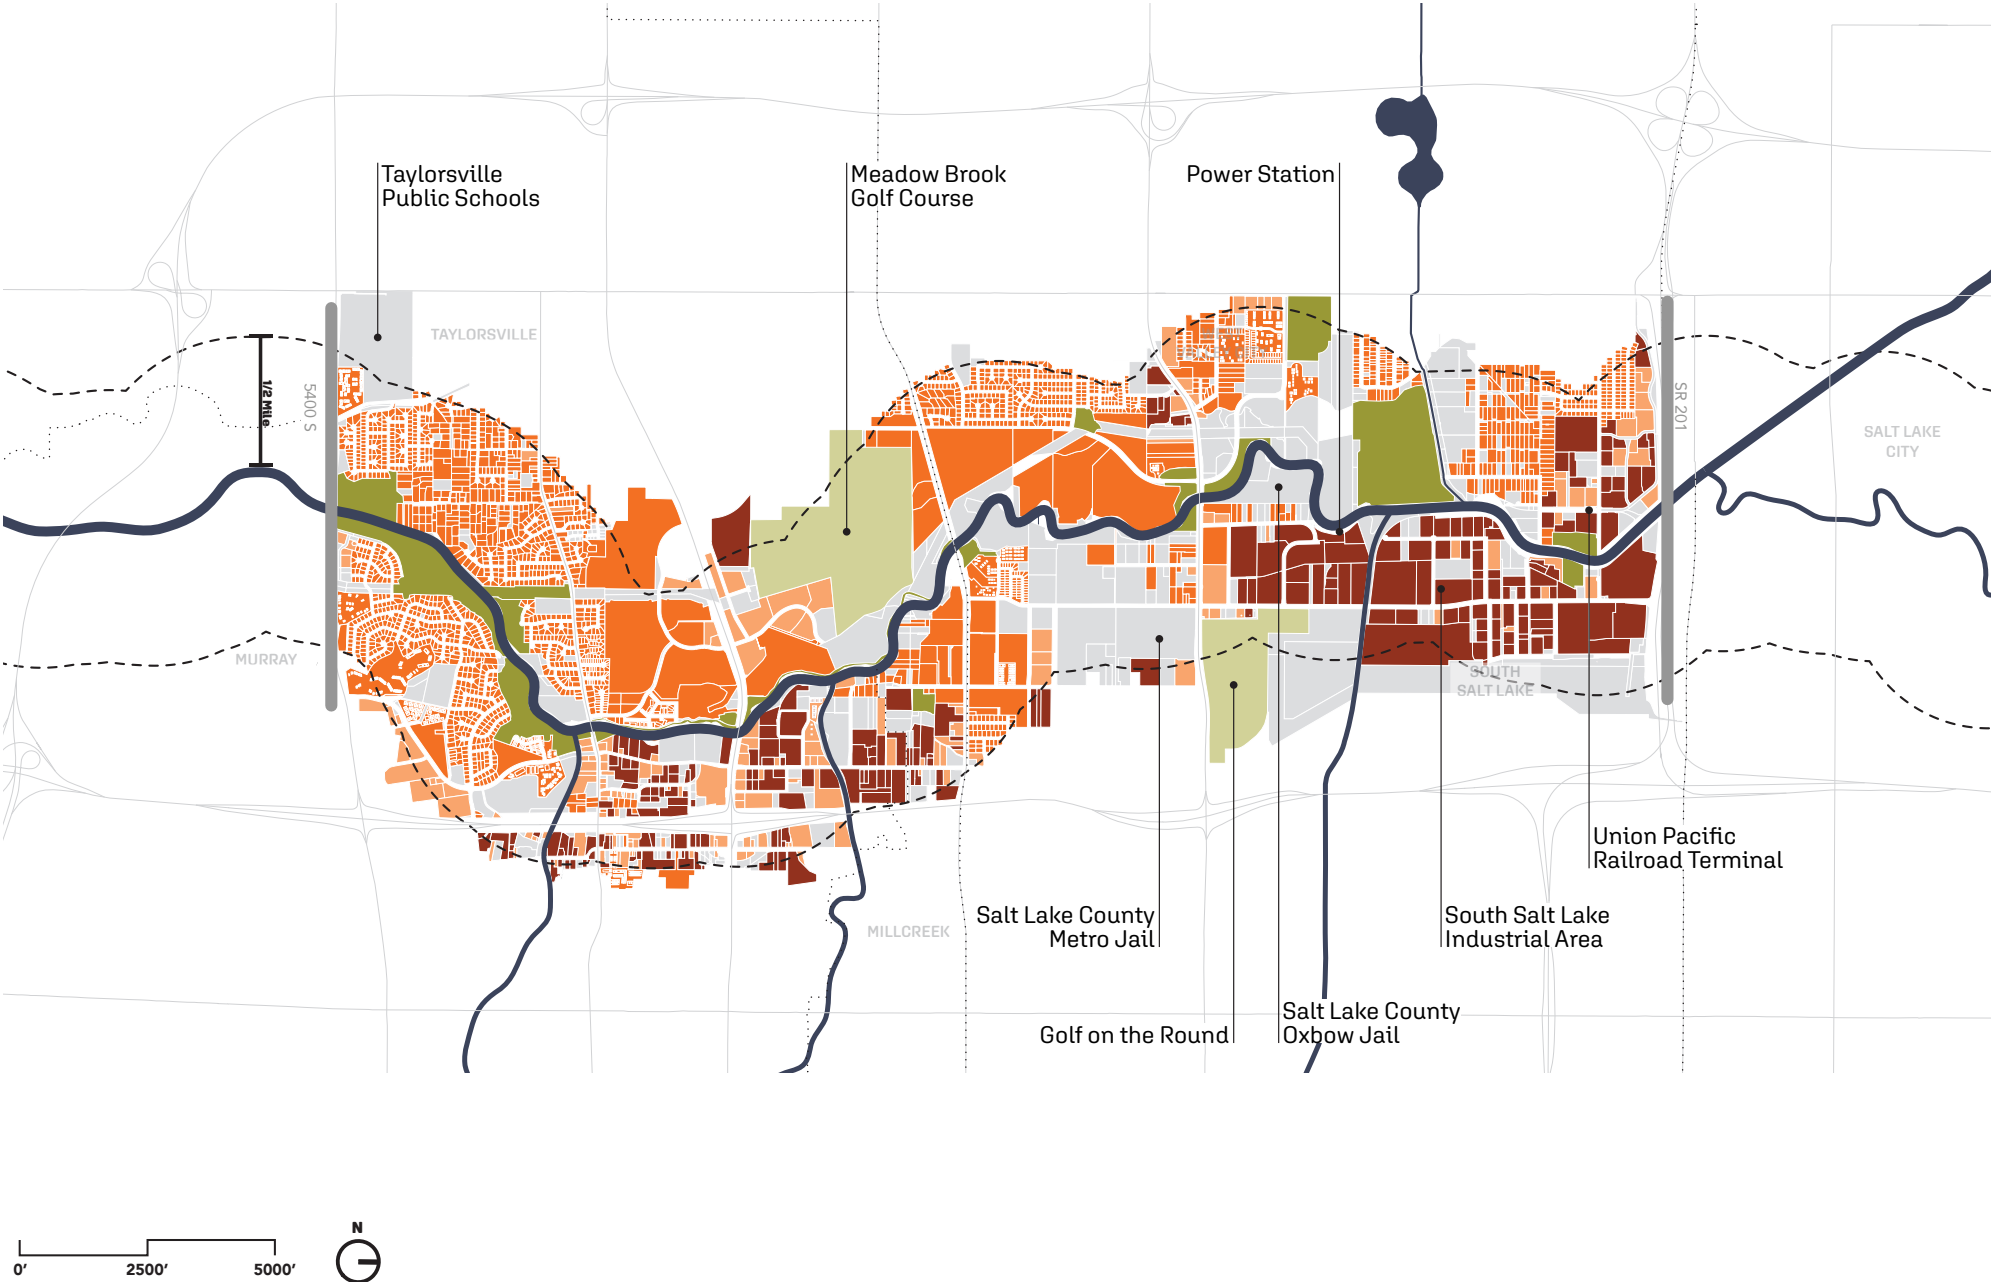 Taylorsville
Public Schools
Meadow Brook
Golf Course
Power Station
TAYLORSVILLE
1/2 Mile
5400 S
SR 201
SALT LAKE
CITY
MURRAY
SOUTH
SALT LAKE
Union Pacific
Railroad Terminal
Salt Lake County
Metro Jail
South Salt Lake
Industrial Area
MILLCREEK
Golf on the Round
Salt Lake County
Oxbow Jail
N
0’
2500’
5000’